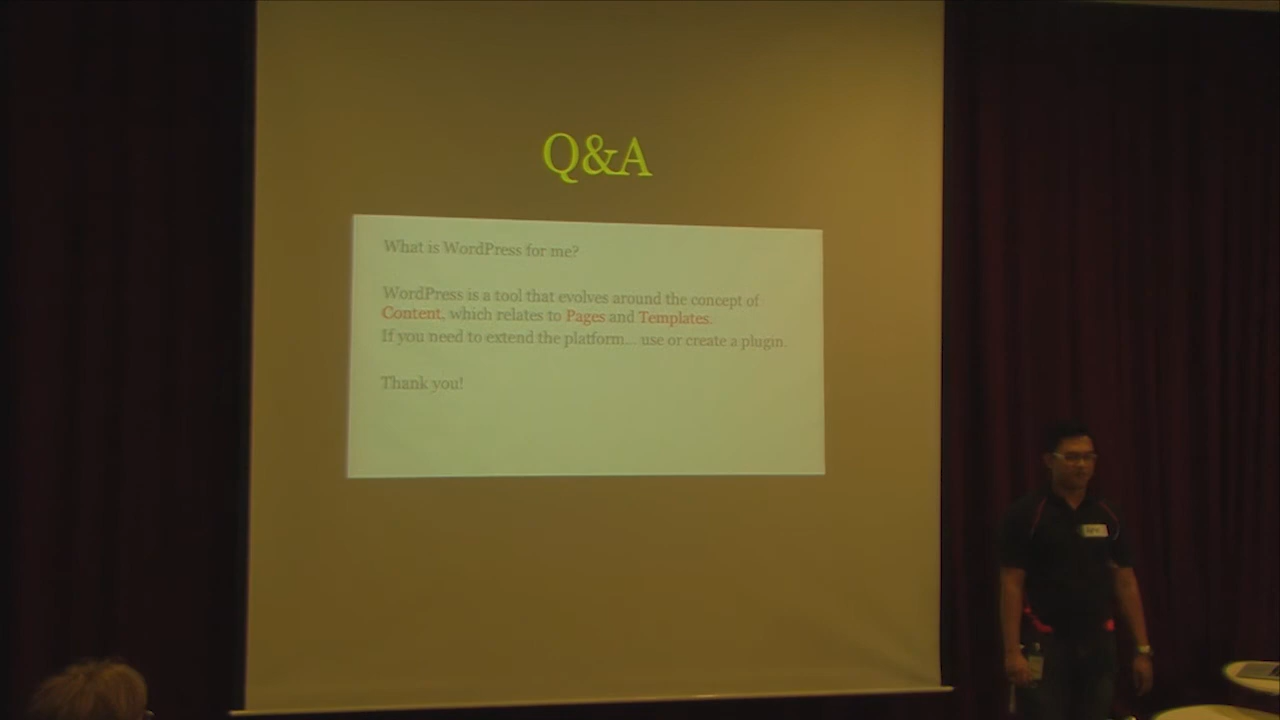 Q&A
What is WordPress for me?
WordPress is a tool that evolves around the concept of
Content, which relates to Pages and Templates.
If you need to extend the platform... use or create a plugin.
Thank you!